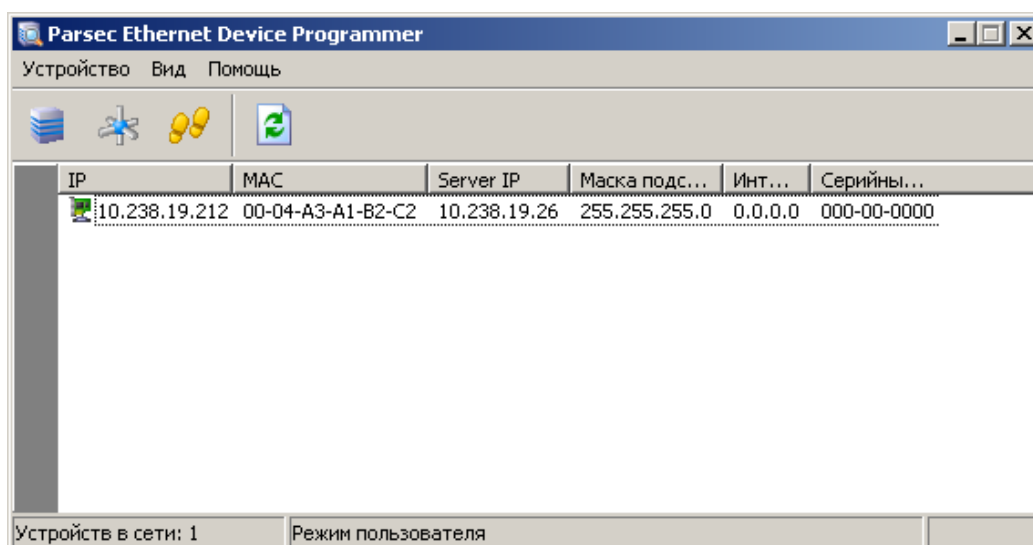 Parsec Ethernet Device Programmer
Устройство Вид Помощь
IP MAC Server IP Маска подс... Инт... Серийны...
10.238.19.212 00-04-A3-A1-B2-C2 10.238.19.26 255.255.255.0 0.0.0.0 000-00-0000
Устройств в сети: 1 Режим пользователя